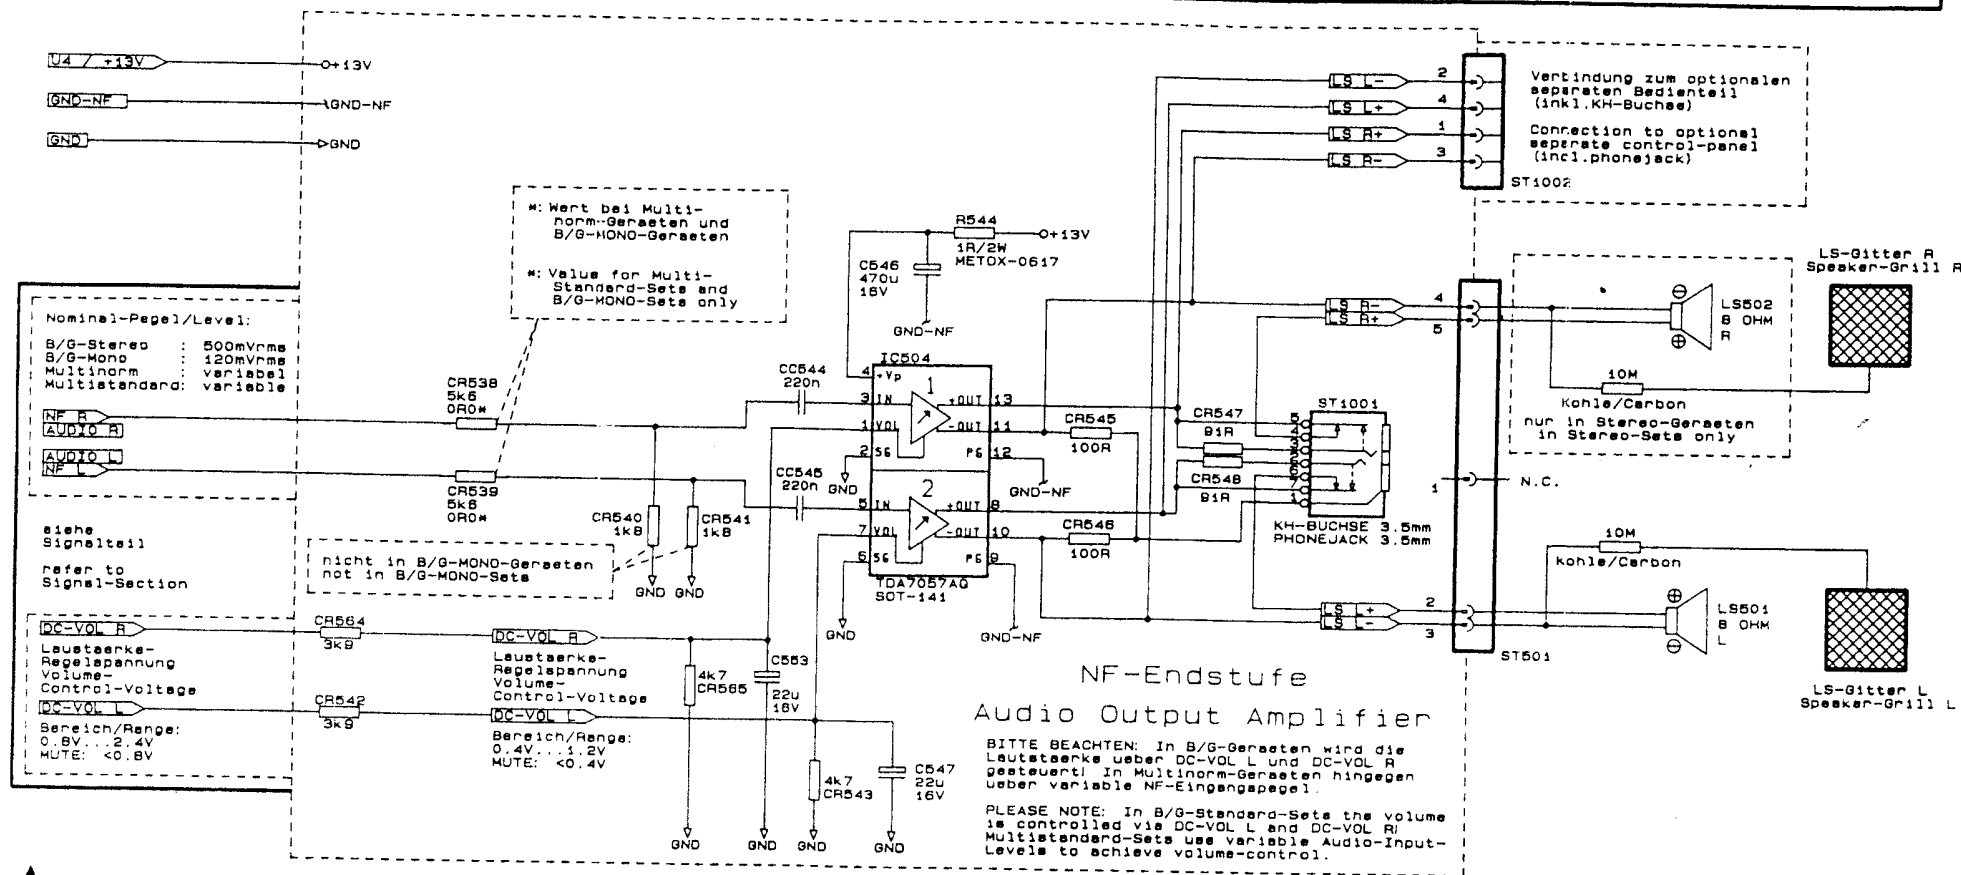 U4 / +13V
+13V
GND-NF
GND-NF
GND
GND
LS L-
2
LS L+
4
LS R+
1
LS R-
3
ST1002
Verbindung zum optionalen
separaten Bedienteil
(inkl.KH-Buchse)
Connection to optional
separate control-panel
(incl.phonejack)
*: Wert bei Multi-
norm-Geraeten und
B/G-MONO-Geraeten
*: Value for Multi-
Standard-Sets and
B/G-MONO-Sets only
R544
1R/2W
METOX-0617
+13V
C546
470u
16V
GND-NF
Nominal-Pegel/Level:
B/G-Stereo : 500mVrms
B/G-Mono : 120mVrms
Multinorm : variabel
Multistandard: variable
NF R
AUDIO R
AUDIO L
NF L
siehe
Signalteil
refer to
Signal-Section
CR538
5k6
0R0*
CR539
5k6
0R0*
CC544
220n
CC545
220n
CR540
1k8
CR541
1k8
nicht in B/G-MONO-Geraeten
not in B/G-MONO-Sets
GND
GND
IC504
4
+Vp
1
3
IN
+OUT
13
1
VOL
-OUT
11
2
SG
PG
12
GND
GND-NF
2
5
IN
+OUT
8
7
VOL
-OUT
10
6
SG
PG
9
TDA7057AQ
SOT-141
GND
GND-NF
CR545
100R
CR546
100R
CR547
91R
CR548
91R
ST1001
KH-BUCHSE 3.5mm
PHONEJACK 3.5mm
LS R-
4
LS R+
5
LS502
8 OHM
R
LS-Gitter R
Speaker-Grill R
10M
Kohle/Carbon
nur in Stereo-Geraeten
in Stereo-Sets only
1
N.C.
10M
Kohle/Carbon
LS L+
2
LS L-
3
ST501
LS501
8 OHM
L
LS-Gitter L
Speaker-Grill L
DC-VOL R
Lautstaerke-
Regelspannung
Volume-
Control-Voltage
DC-VOL L
Bereich/Range:
0.8V...2.4V
MUTE: <0.8V
CR564
3k9
CR542
3k9
DC-VOL R
Lautstaerke-
Regelspannung
Volume-
Control-Voltage
DC-VOL L
Bereich/Range:
0.4V...1.2V
MUTE: <0.4V
4k7
CR565
C553
22u
16V
4k7
CR543
C547
22u
16V
GND
GND
GND
GND
NF-Endstufe
Audio Output Amplifier
BITTE BEACHTEN: In B/G-Geraeten wird die
Lautstaerke ueber DC-VOL L und DC-VOL R
gesteuert! In Multinorm-Geraeten hingegen
ueber variable NF-Eingangspegel.
PLEASE NOTE: In B/G-Standard-Sets the volume
is controlled via DC-VOL L and DC-VOL R!
Multistandard-Sets use variable Audio-Input-
Levels to achieve volume-control.